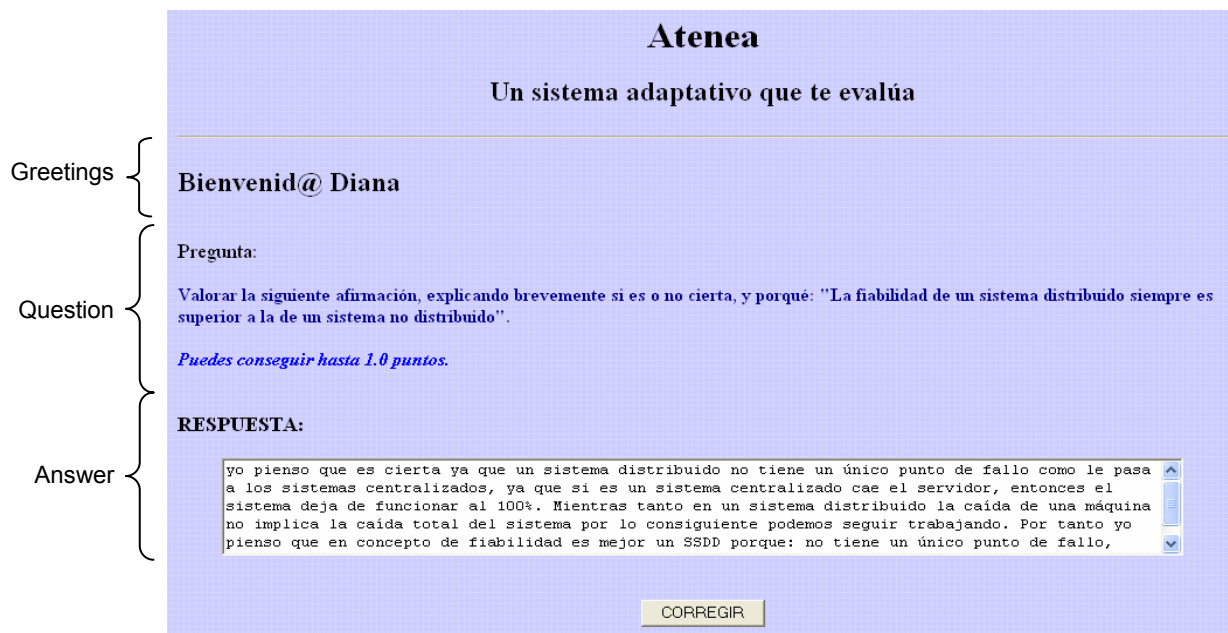 Atenea
Un sistema adaptativo que te evalúa
Greetings
Bienvenid@ Diana
Question
Pregunta:
Valorar la siguiente afirmación, explicando brevemente si es o no cierta, y porqué: "La fiabilidad de un sistema distribuido siempre es
superior a la de un sistema no distribuido".
Puedes conseguir hasta 1.0 puntos.
Answer
RESPUESTA:
yo pienso que es cierta ya que un sistema distribuido no tiene un único punto de fallo como le pasa
a los sistemas centralizados, ya que si es un sistema centralizado cae el servidor, entonces el
sistema deja de funcionar al 100%. Mientras tanto en un sistema distribuido la caída de una máquina
no implica la caída total del sistema por lo consiguiente podemos seguir trabajando. Por tanto yo
pienso que en concepto de fiabilidad es mejor un SSDD porque: no tiene un único punto de fallo,
CORREGIR